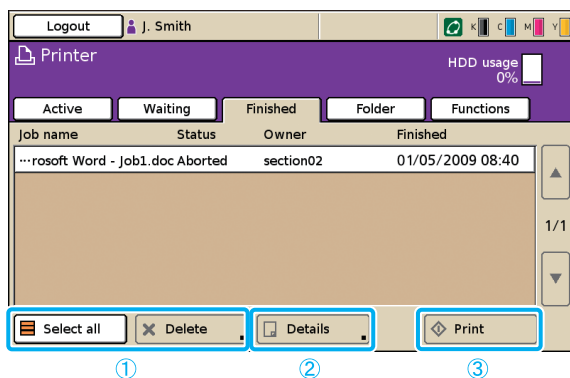 Logout J. Smith K C M Y
Printer
HDD usage
0%
Active Waiting Finished Folder Functions
Job name Status Owner Finished
···rosoft Word - Job1.doc Aborted section02 01/05/2009 08:40
1/1
Select all Delete Details Print
① ② ③